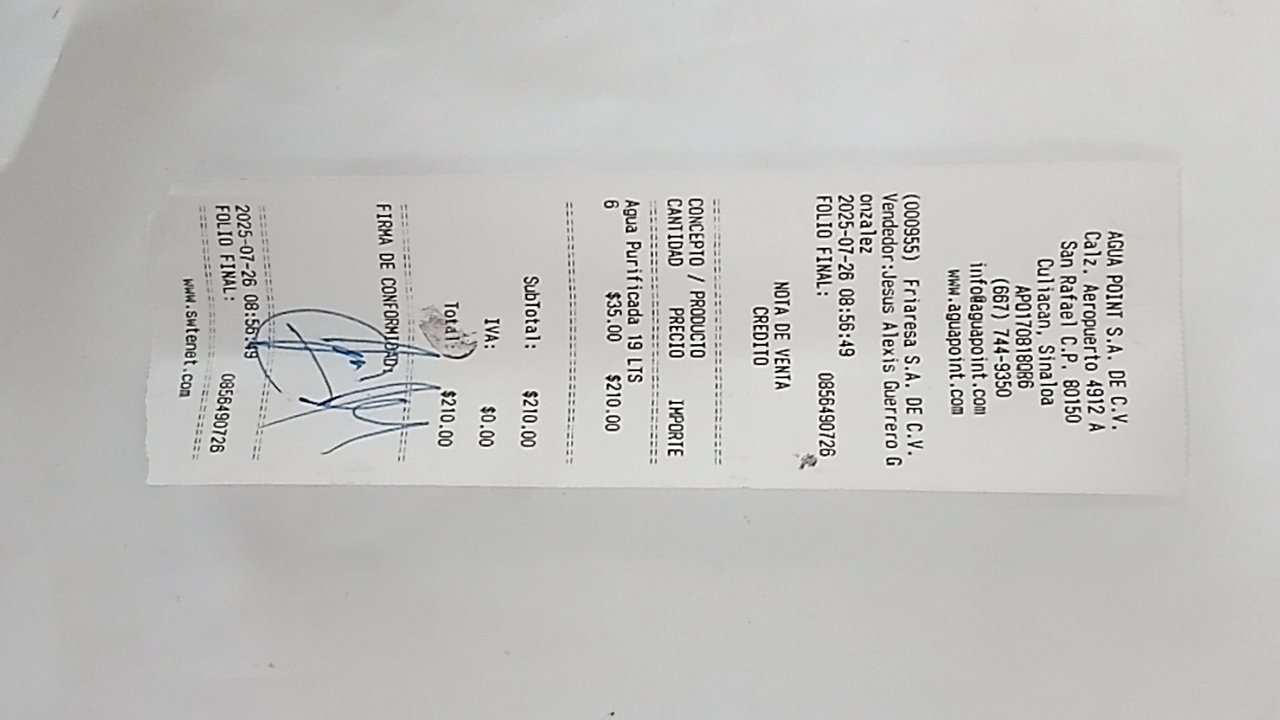 AGUA POINT S.A. DE C.V.
Calz. Aeropuerto 4912 A
San Rafael C.P. 80150
Culiacan, Sinaloa
APO170818QR6
(667) 744-9350
info@aguapoint.com
www.aguapoint.com
(000955) Friaresa S.A. DE C.V.
Vendedor:Jesus Alexis Guerrero G
onzalez
2025-07-26 08:56:49
FOLIO FINAL: 0856490726
NOTA DE VENTA
CREDITO
CONCEPTO / PRODUCTO
CANTIDAD PRECIO IMPORTE
Agua Purificada 19 LTS
6 $35.00 $210.00
SubTotal: $210.00
IVA: $0.00
Total: $210.00
FIRMA DE CONFORMIDAD:
2025-07-26 08:56:49
FOLIO FINAL: 0856490726
www.swtenet.com